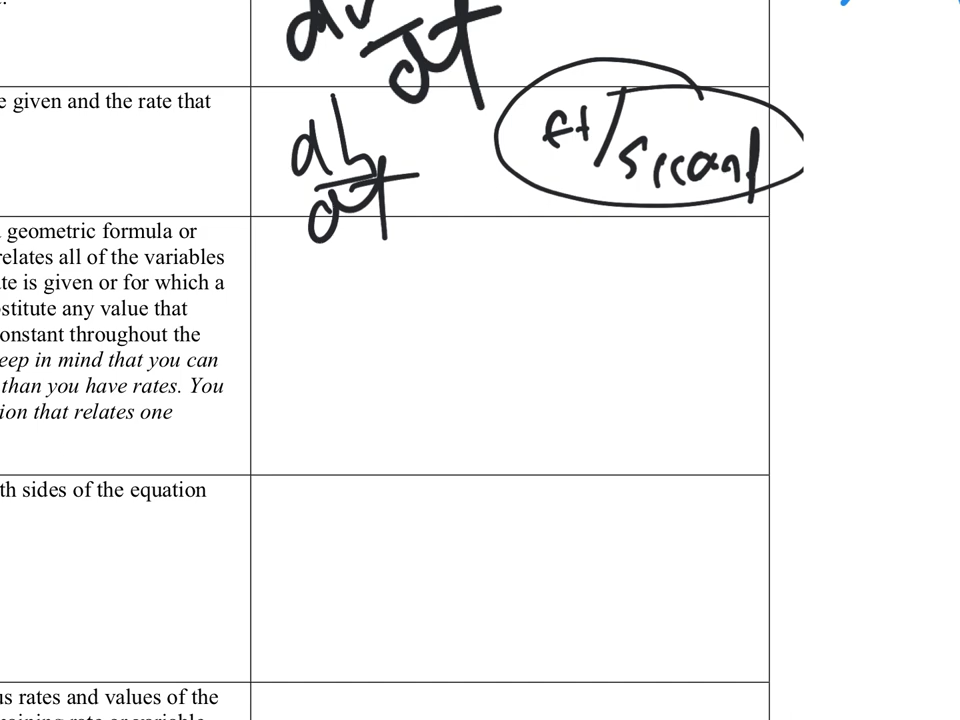 dv/dt
e given and the rate that
dh/dt ft/second
geometric formula or
relates all of the variables
te is given or for which a
stitute any value that
onstant throughout the
eep in mind that you can
than you have rates. You
ion that relates one
th sides of the equation
us rates and values of the